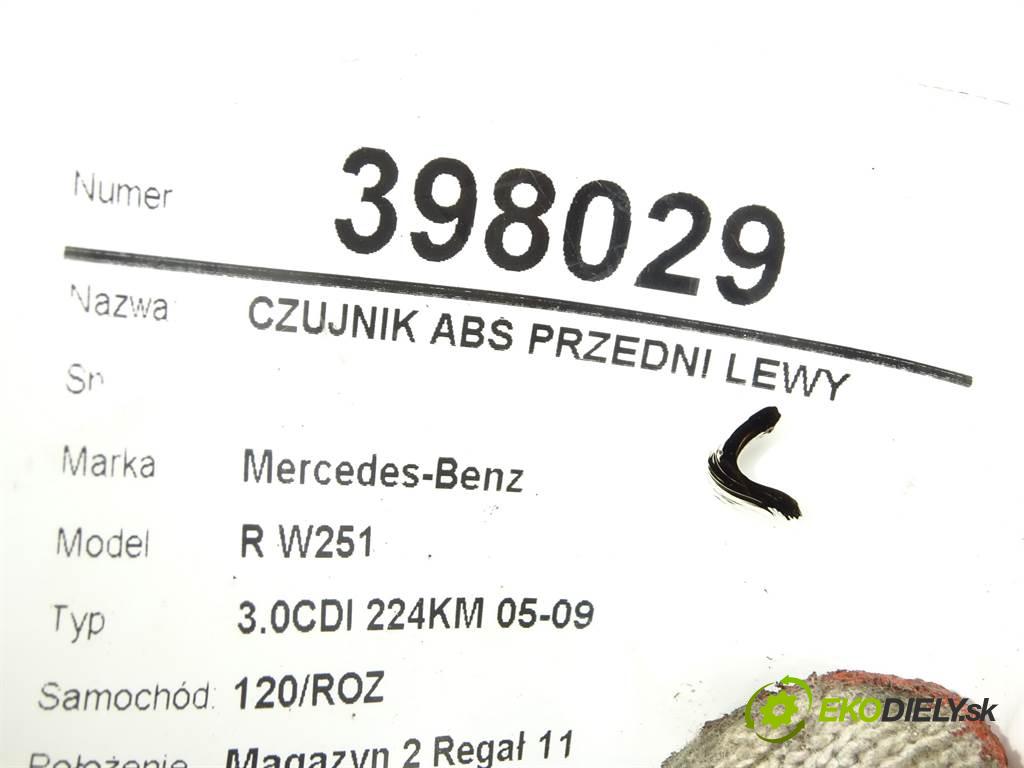 Numer 398029
Nazwa CZUJNIK ABS PRZEDNI LEWY
Sn
Marka Mercedes-Benz
Model R W251
Typ 3.0CDI 224KM 05-09
Samochód: 120/ROZ
Położenie Magazyn 2 Regał 11
EKODIELY.sk